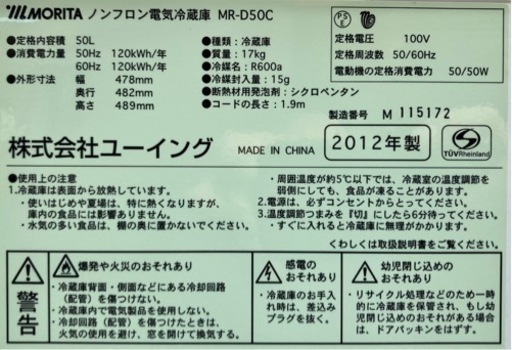 MORITA ノンフロン電気冷蔵庫 MR-D50C
●定格内容積 50L
●消費電力量 50Hz 120kWh/年
60Hz 120kWh/年
●外形寸法 幅 478mm
奥行 482mm
高さ 489mm
●種類：冷蔵庫
●質量：17kg
●冷媒名：R600a
●冷媒封入量：15g
●断熱材用発泡剤：シクロペンタン
●コードの長さ：1.9m
PSE
定格電圧 100V
定格周波数 50/60Hz
電動機の定格消費電力 50/50W
製造番号 M 115172
株式会社ユーイング MADE IN CHINA 2012年製
TÜVRheinland
●使用上の注意
1.冷蔵庫は表面から放熱しています。
・使いはじめや夏場は、特に熱くなりますが、
庫内の食品には影響ありません。
・水気の多い食品は、棚の奥に置かないでください。
・周囲温度が約5℃以下では、冷蔵室の温度調節を
弱側にしても、食品が凍ることがあります。
2.電源は、必ずコンセントからとってください。
3.温度調節つまみを『切』にしたら6分待ってください。
・すぐに入れると冷蔵庫に無理がかかります。
くわしくは取扱説明書をご覧ください。
警告
爆発や火災のおそれあり
・冷蔵庫背面・側面などにある冷却回路
（配管）を傷つけない。
・冷蔵庫内で電気製品を使用しない。
・冷却回路（配管）を傷つけたときは、
火気の使用を避け、窓を開けて換気する。
感電の
おそれあり
・冷蔵庫のお手入
れ時は、差込み
プラグを抜く。
幼児閉じ込めの
おそれあり
・リサイクル処理などのため一時
的に冷蔵庫を保管され、もし幼
児閉じ込めのおそれがある場合
は、ドアパッキンをはずす。